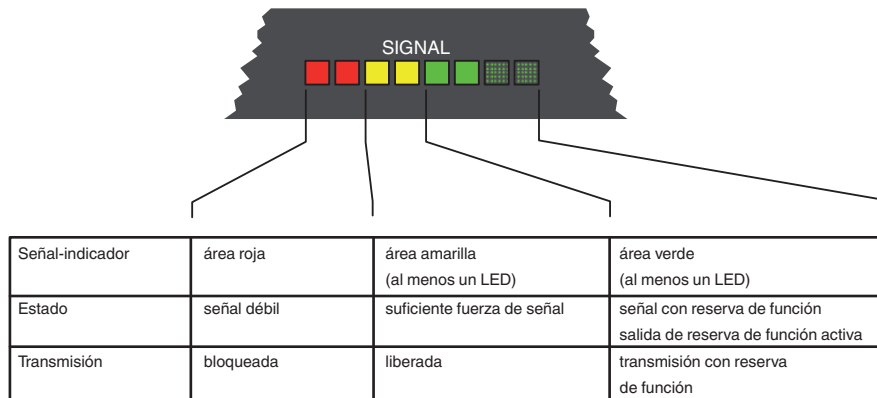 SIGNAL
Señal-indicador
área roja
área amarilla
(al menos un LED)
área verde
(al menos un LED)
Estado
señal débil
suficiente fuerza de señal
señal con reserva de función
salida de reserva de función activa
Transmisión
bloqueada
liberada
transmisión con reserva
de función